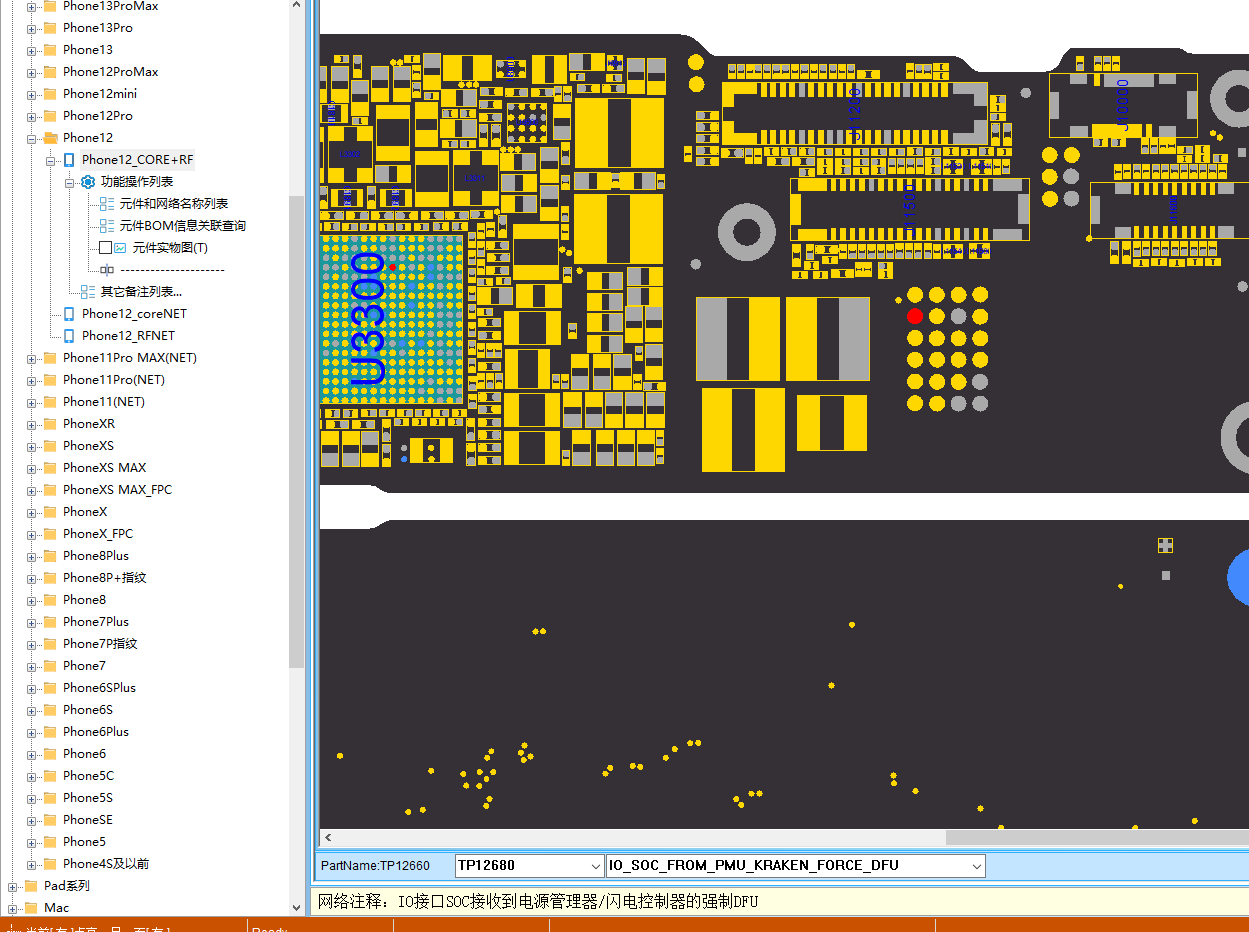 Phone13ProMax
Phone13Pro
Phone13
Phone12ProMax
Phone12mini
Phone12Pro
Phone12
Phone12_CORE+RF
功能操作列表
元件和网络名称列表
元件BOM信息关联查询
元件实物图(T)
---------------------
其它备注列表...
Phone12_coreNET
Phone12_RFNET
Phone11Pro MAX(NET)
Phone11Pro(NET)
Phone11(NET)
PhoneXR
PhoneXS
PhoneXS MAX
PhoneXS MAX_FPC
PhoneX
PhoneX_FPC
Phone8Plus
Phone8P+指纹
Phone8
Phone7Plus
Phone7P指纹
Phone7
Phone6SPlus
Phone6S
Phone6Plus
Phone6
Phone5C
Phone5S
PhoneSE
Phone5
Phone4S及以前
Pad系列
Mac
U3300
J1200
J10000
PartName:TP12660
TP12680
IO_SOC_FROM_PMU_KRAKEN_FORCE_DFU
网络注释：IO接口SOC接收到电源管理器/闪电控制器的强制DFU
Ready